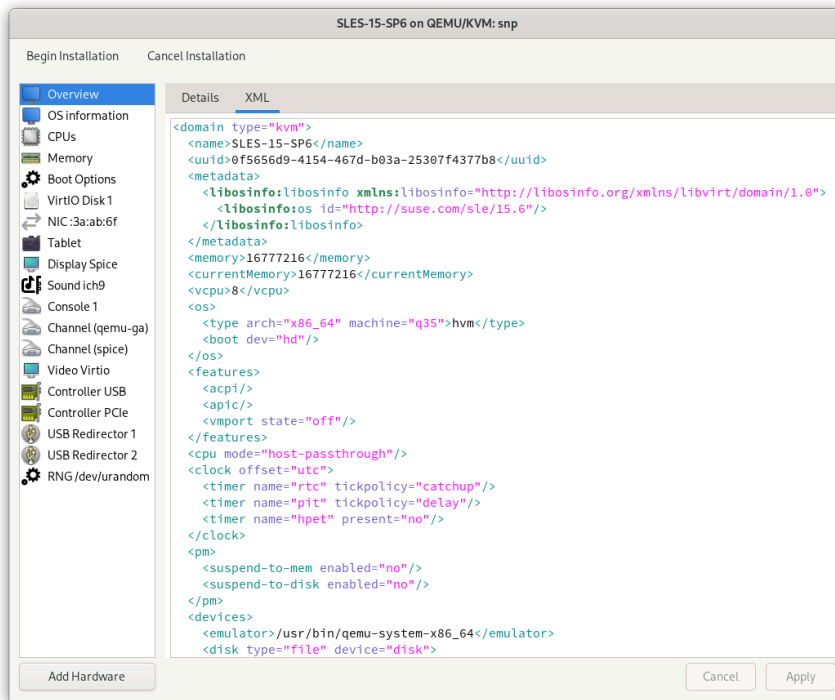 SLES-15-SP6 on QEMU/KVM: snp
Begin Installation
Cancel Installation
Overview
OS information
CPUs
Memory
Boot Options
VirtIO Disk 1
NIC :3a:ab:6f
Tablet
Display Spice
Sound ich9
Console 1
Channel (qemu-ga)
Channel (spice)
Video Virtio
Controller USB
Controller PCIe
USB Redirector 1
USB Redirector 2
RNG /dev/urandom
Add Hardware
Details
XML
<domain type="kvm">
  <name>SLES-15-SP6</name>
  <uuid>0f5656d9-4154-467d-b03a-25307f4377b8</uuid>
  <metadata>
    <libosinfo:libosinfo xmlns:libosinfo="http://libosinfo.org/xmlns/libvirt/domain/1.0">
      <libosinfo:os id="http://suse.com/sle/15.6"/>
    </libosinfo:libosinfo>
  </metadata>
  <memory>16777216</memory>
  <currentMemory>16777216</currentMemory>
  <vcpu>8</vcpu>
  <os>
    <type arch="x86_64" machine="q35">hvm</type>
    <boot dev="hd"/>
  </os>
  <features>
    <acpi/>
    <apic/>
    <vmport state="off"/>
  </features>
  <cpu mode="host-passthrough"/>
  <clock offset="utc">
    <timer name="rtc" tickpolicy="catchup"/>
    <timer name="pit" tickpolicy="delay"/>
    <timer name="hpet" present="no"/>
  </clock>
  <pm>
    <suspend-to-mem enabled="no"/>
    <suspend-to-disk enabled="no"/>
  </pm>
  <devices>
    <emulator>/usr/bin/qemu-system-x86_64</emulator>
    <disk type="file" device="disk">
Cancel
Apply